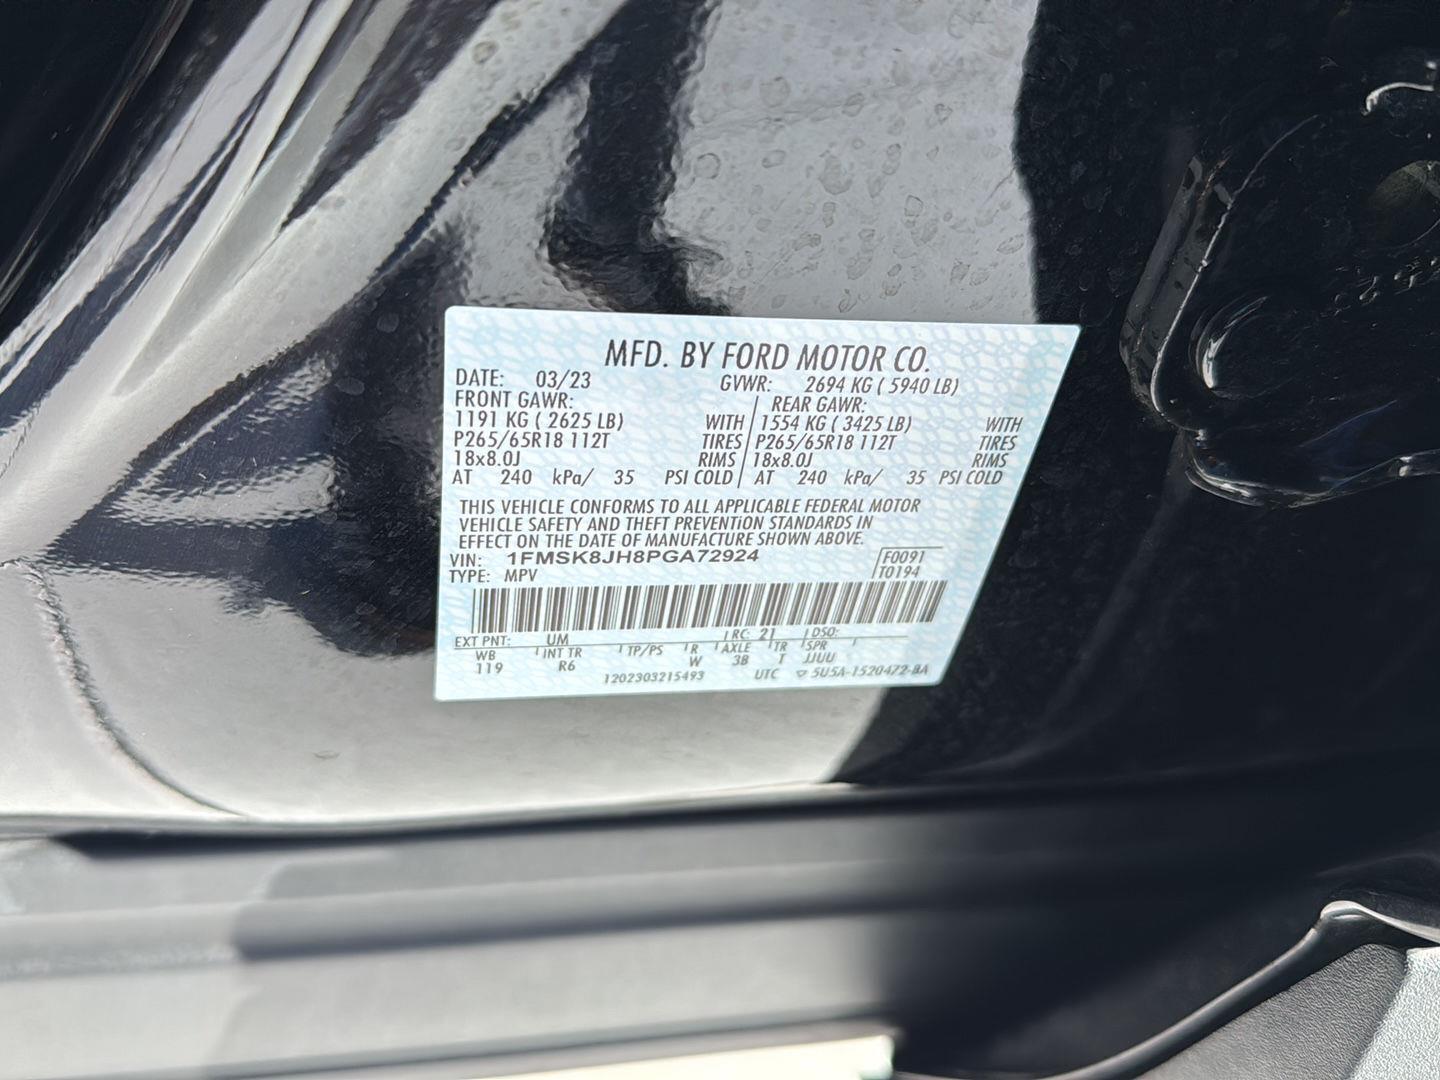 MFD. BY FORD MOTOR CO.
DATE: 03/23 GVWR: 2694 KG ( 5940 LB)
FRONT GAWR: REAR GAWR:
1191 KG ( 2625 LB) WITH 1554 KG ( 3425 LB) WITH
P265/65R18 112T TIRES P265/65R18 112T TIRES
18x8.0J RIMS 18x8.0J RIMS
AT 240 kPa/ 35 PSI COLD AT 240 kPa/ 35 PSI COLD
THIS VEHICLE CONFORMS TO ALL APPLICABLE FEDERAL MOTOR
VEHICLE SAFETY AND THEFT PREVENTION STANDARDS IN
EFFECT ON THE DATE OF MANUFACTURE SHOWN ABOVE.
VIN: 1FMSK8JH8PGA72924 F0091
TYPE: MPV T0194
EXT PNT: UM RC: 21 DSO:
WB INT TR TP/PS R AXLE TR SPR
119 R6 W 3B T JJUU
1202303215493 UTC ▽ 5U5A-1520472-BA